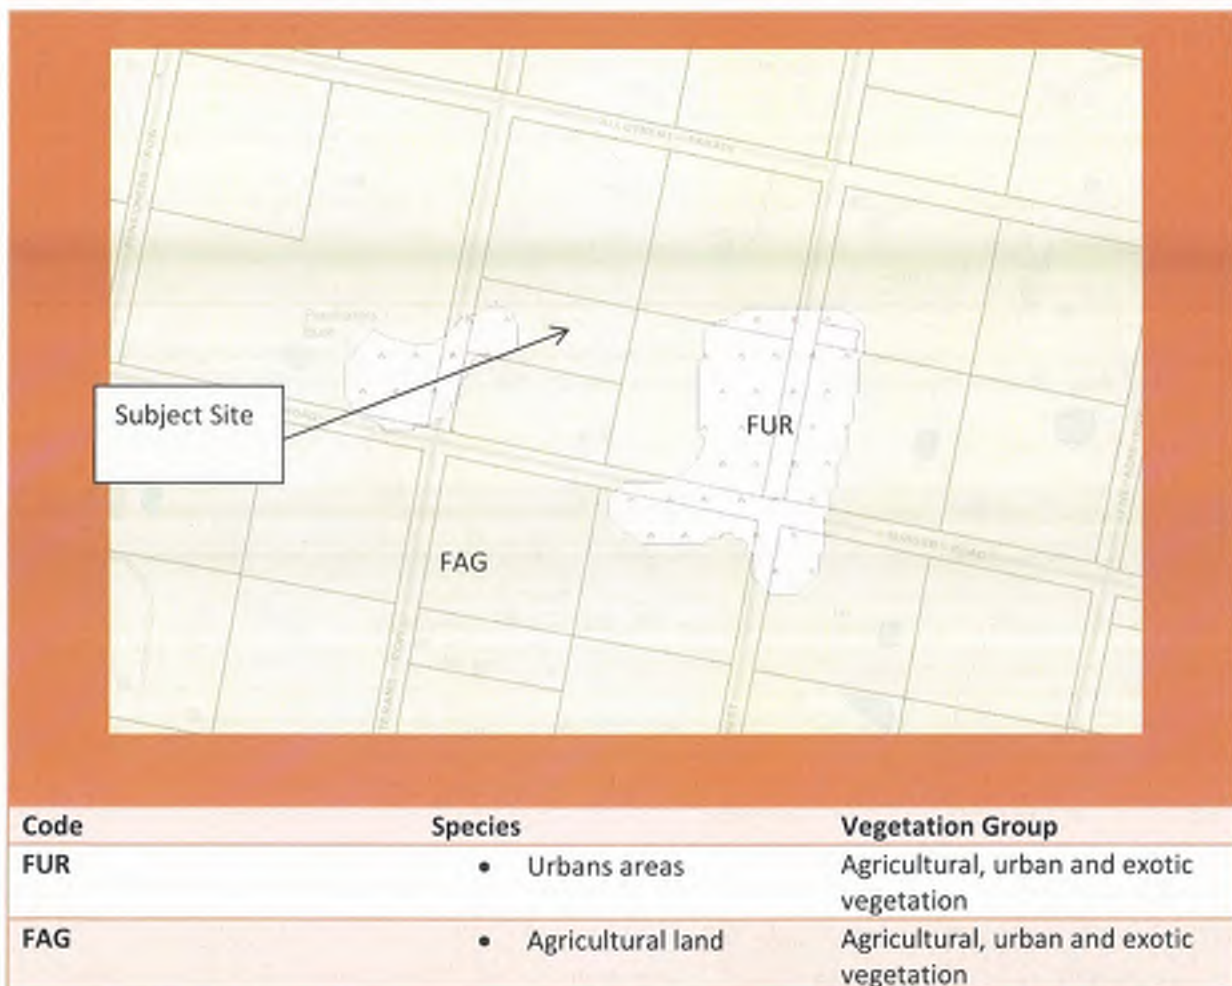 Subject Site
FUR
FAG
ROAD
Code Species Vegetation Group
FUR • Urbans areas Agricultural, urban and exotic
vegetation
FAG • Agricultural land Agricultural, urban and exotic
vegetation